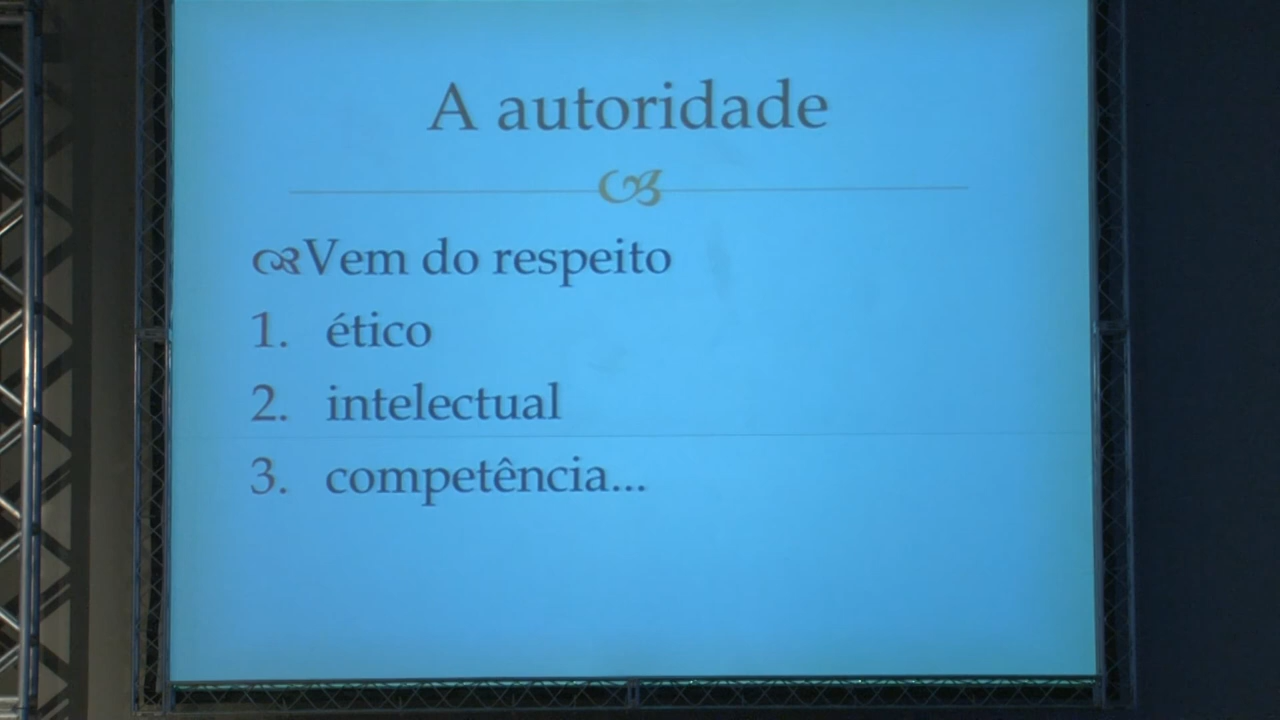 A autoridade
Vem do respeito
1. ético
2. intelectual
3. competência...